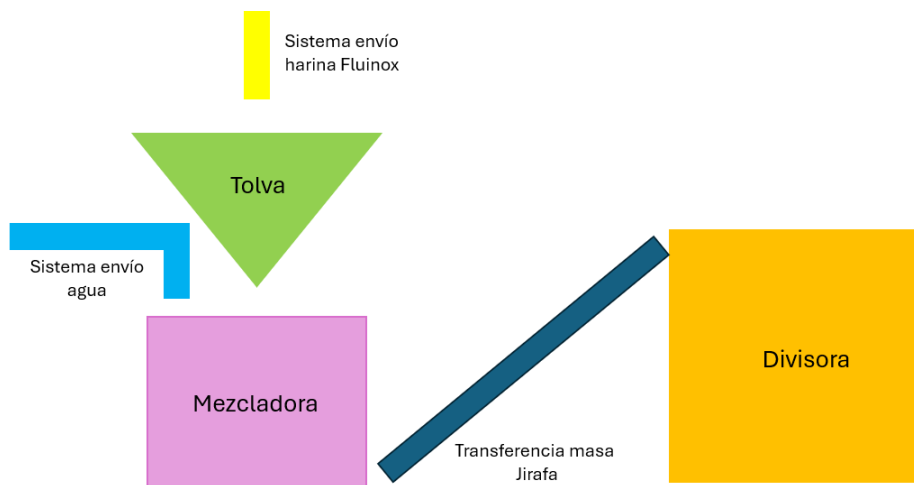 Sistema envío
harina Fluinox
Tolva
Sistema envío
agua
Mezcladora
Divisora
Transferencia masa
Jirafa